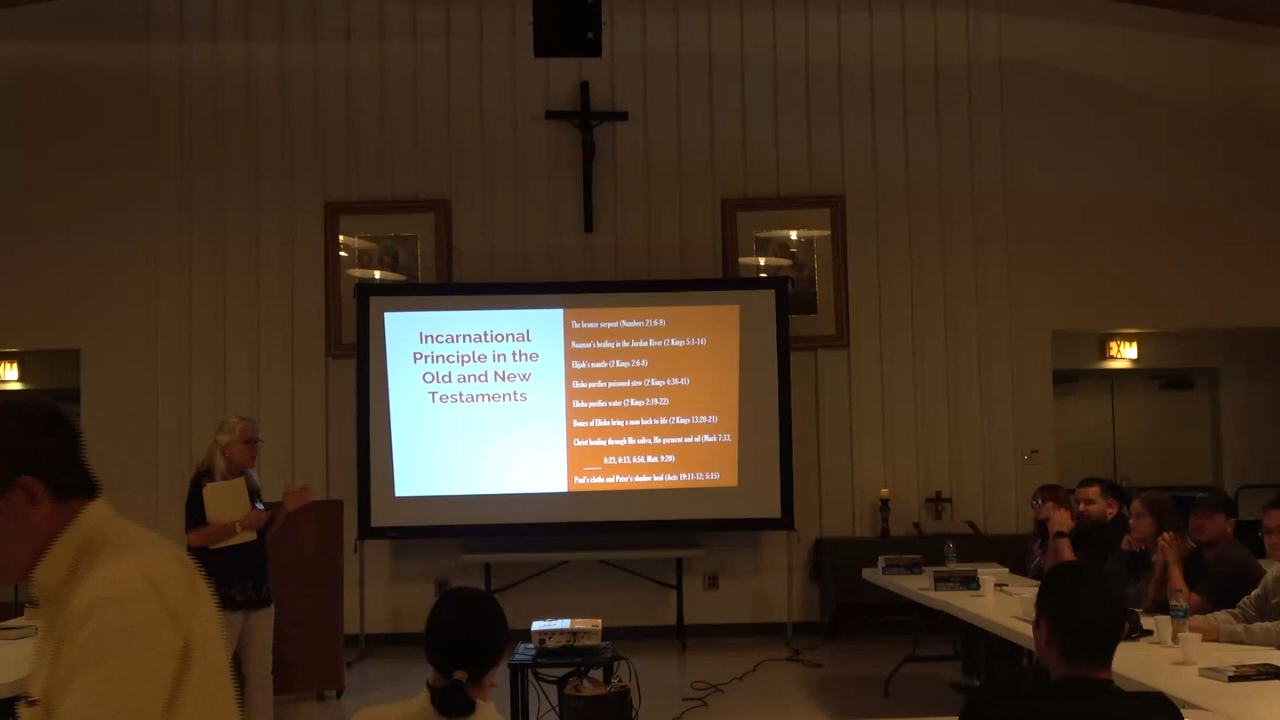 EXIT
Incarnational
Principle in the
Old and New
Testaments
The bronze serpent (Numbers 21:6-9)
Naaman's healing in the Jordan River (2 Kings 5:1-14)
Elijah's mantle (2 Kings 2:6-8)
Elisha purifies poisoned stew (2 Kings 4:38-41)
Elisha purifies water (2 Kings 2:19-22)
Bones of Elisha bring a man back to life (2 Kings 13:20-21)
Christ healing through His saliva, His garment and oil (Mark 7:33,
8:23, 6:13, 6:56, Matt. 9:20)
Paul's cloths and Peter's shadow heal (Acts 19:11-12; 5:15)
EXIT